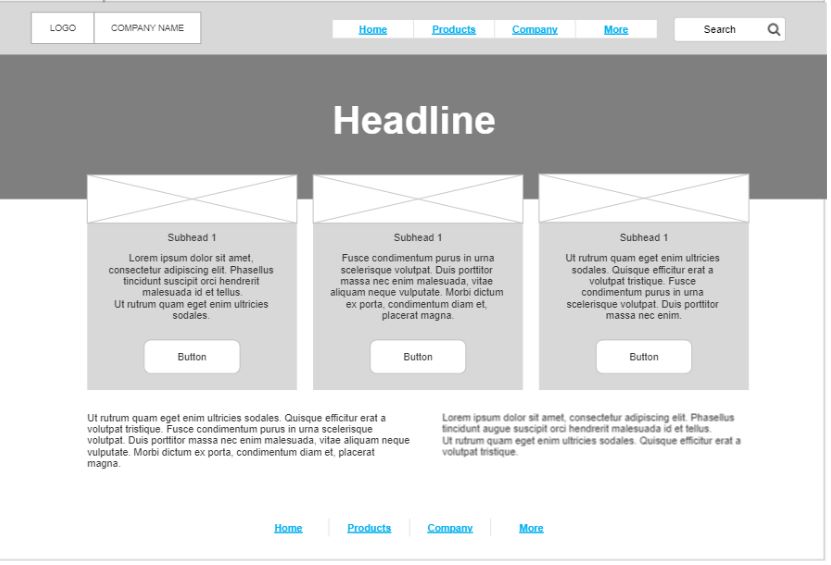 LOGO COMPANY NAME Home Products Company More Search
Headline
Subhead 1
Lorem ipsum dolor sit amet,
consectetur adipiscing elit. Phasellus
tincidunt suscipit orci hendrerit
malesuada id et tellus.
Ut rutrum quam eget enim ultricies
sodales.
Button
Subhead 1
Fusce condimentum purus in urna
scelerisque volutpat. Duis porttitor
massa nec enim malesuada, vitae
aliquam neque vulputate. Morbi dictum
ex porta, condimentum diam et,
placerat magna.
Button
Subhead 1
Ut rutrum quam eget enim ultricies
sodales. Quisque efficitur erat a
volutpat tristique. Fusce
condimentum purus in urna
scelerisque volutpat. Duis porttitor
massa nec enim.
Button
Ut rutrum quam eget enim ultricies sodales. Quisque efficitur erat a
volutpat tristique. Fusce condimentum purus in urna scelerisque
volutpat. Duis porttitor massa nec enim malesuada, vitae aliquam neque
vulputate. Morbi dictum ex porta, condimentum diam et, placerat
magna.
Lorem ipsum dolor sit amet, consectetur adipiscing elit. Phasellus
tincidunt augue suscipit orci hendrerit malesuada id et tellus.
Ut rutrum quam eget enim ultricies sodales. Quisque efficitur erat a
volutpat tristique.
Home Products Company More